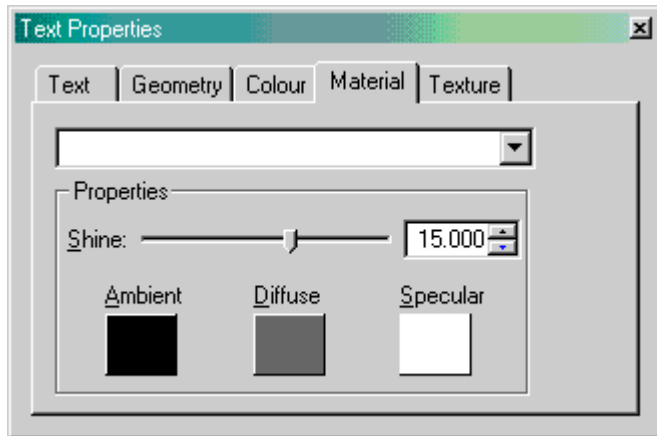 Text Properties
Text Geometry Colour Material Texture
Properties
Shine: 15.000
Ambient Diffuse Specular